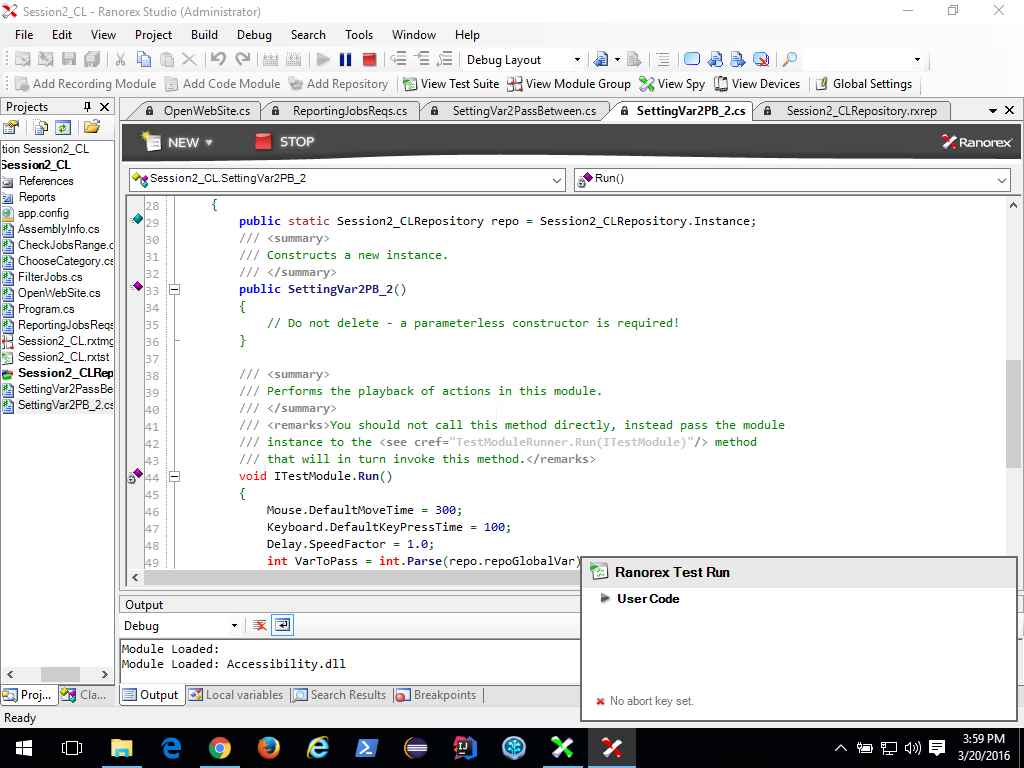 Session2_CL - Ranorex Studio (Administrator)
File Edit View Project Build Debug Search Tools Window Help
Debug Layout
Add Recording Module Add Code Module Add Repository View Test Suite View Module Group View Spy View Devices Global Settings
Projects
OpenWebSite.cs ReportingJobsReqs.cs SettingVar2PassBetween.cs SettingVar2PB_2.cs Session2_CLRepository.rxrep
NEW STOP Ranorex
tion Session2_CL
Session2_CL
References
Reports
app.config
AssemblyInfo.cs
CheckJobsRange.c
ChooseCategory.cs
FilterJobs.cs
OpenWebSite.cs
Program.cs
ReportingJobsReqs
Session2_CL.rxtmg
Session2_CL.rxtst
Session2_CLRep
SettingVar2PassBe
SettingVar2PB_2.cs
Proj... Cla...
Session2_CL.SettingVar2PB_2 Run()
28 {
29 public static Session2_CLRepository repo = Session2_CLRepository.Instance;
30 /// <summary>
31 /// Constructs a new instance.
32 /// </summary>
33 public SettingVar2PB_2()
34 {
35 // Do not delete - a parameterless constructor is required!
36 }
37
38 /// <summary>
39 /// Performs the playback of actions in this module.
40 /// </summary>
41 /// <remarks>You should not call this method directly, instead pass the module
42 /// instance to the <see cref="TestModuleRunner.Run(ITestModule)"/> method
43 /// that will in turn invoke this method.</remarks>
44 void ITestModule.Run()
45 {
46 Mouse.DefaultMoveTime = 300;
47 Keyboard.DefaultKeyPressTime = 100;
48 Delay.SpeedFactor = 1.0;
49 int VarToPass = int.Parse(repo.repoGlobalVar)
Output
Debug
Module Loaded:
Module Loaded: Accessibility.dll
Output Local variables Search Results Breakpoints
Ranorex Test Run
User Code
No abort key set.
Ready
3:59 PM
3/20/2016